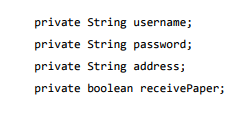 private String username;
private String password;
private String address;
private boolean receivePaper;